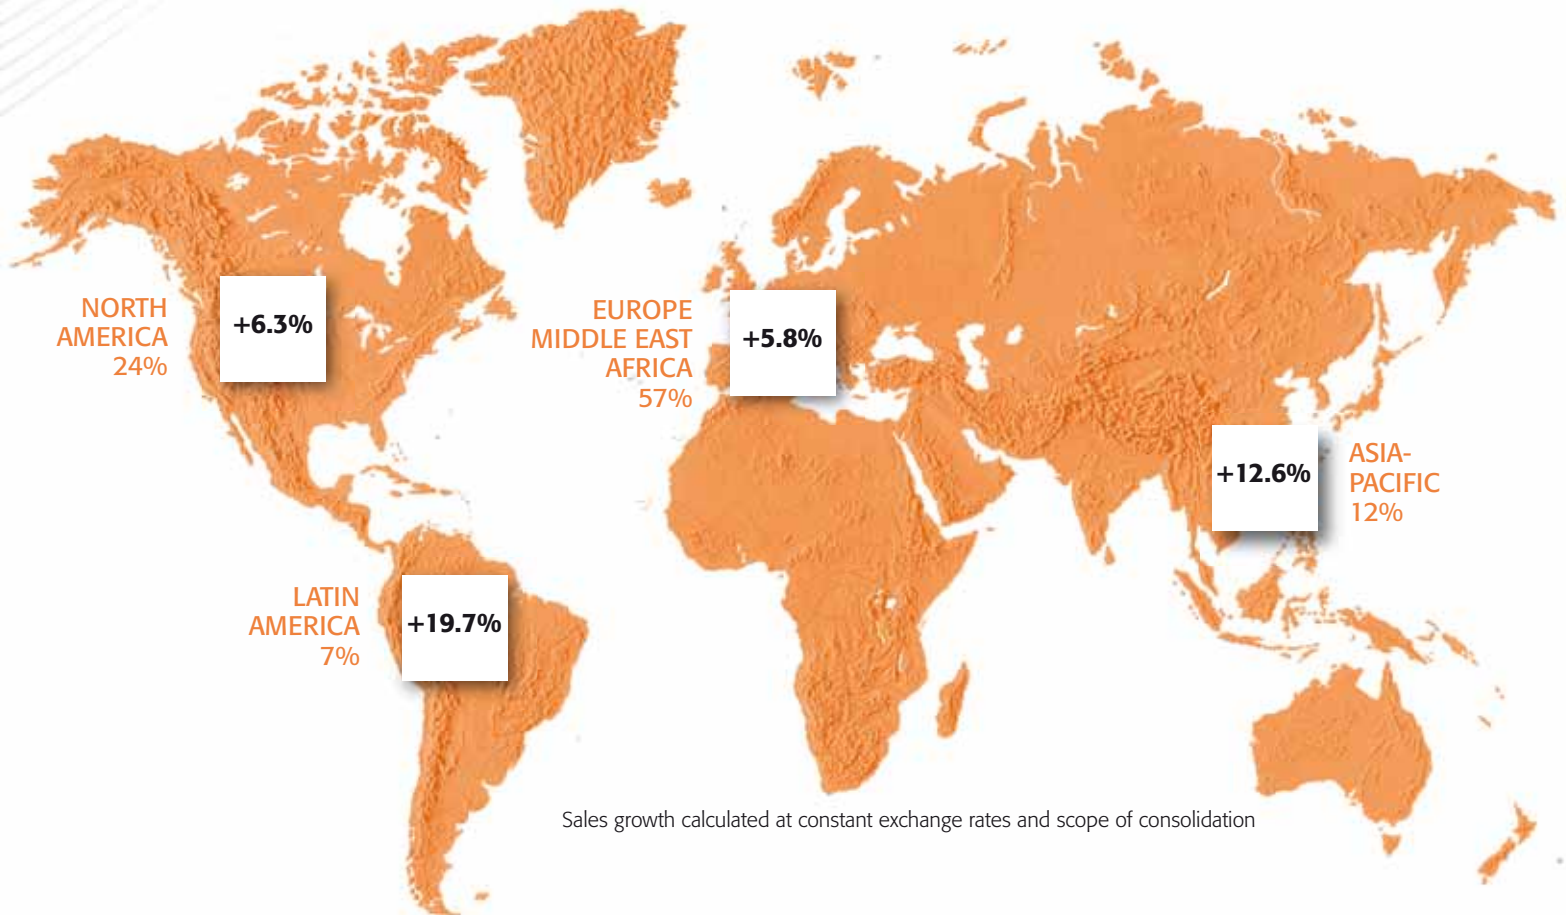 NORTH
AMERICA
24%
+6.3%
EUROPE
MIDDLE EAST
AFRICA
57%
+5.8%
ASIA-
PACIFIC
12%
+12.6%
LATIN
AMERICA
7%
+19.7%
Sales growth calculated at constant exchange rates and scope of consolidation